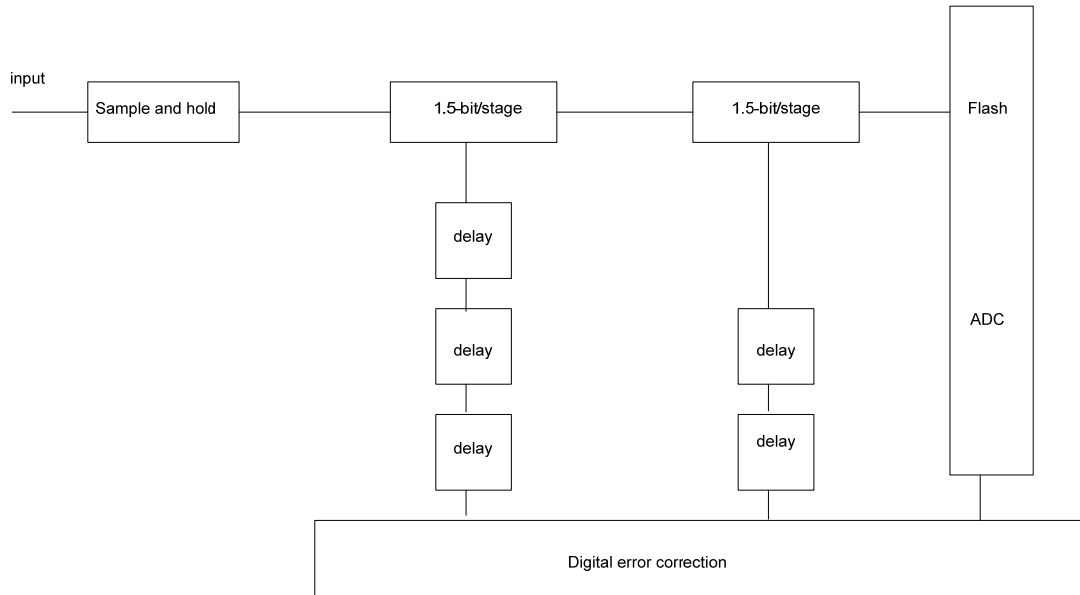 input
Sample and hold
1.5-bit/stage
1.5-bit/stage
Flash
ADC
delay
delay
delay
delay
delay
Digital error correction